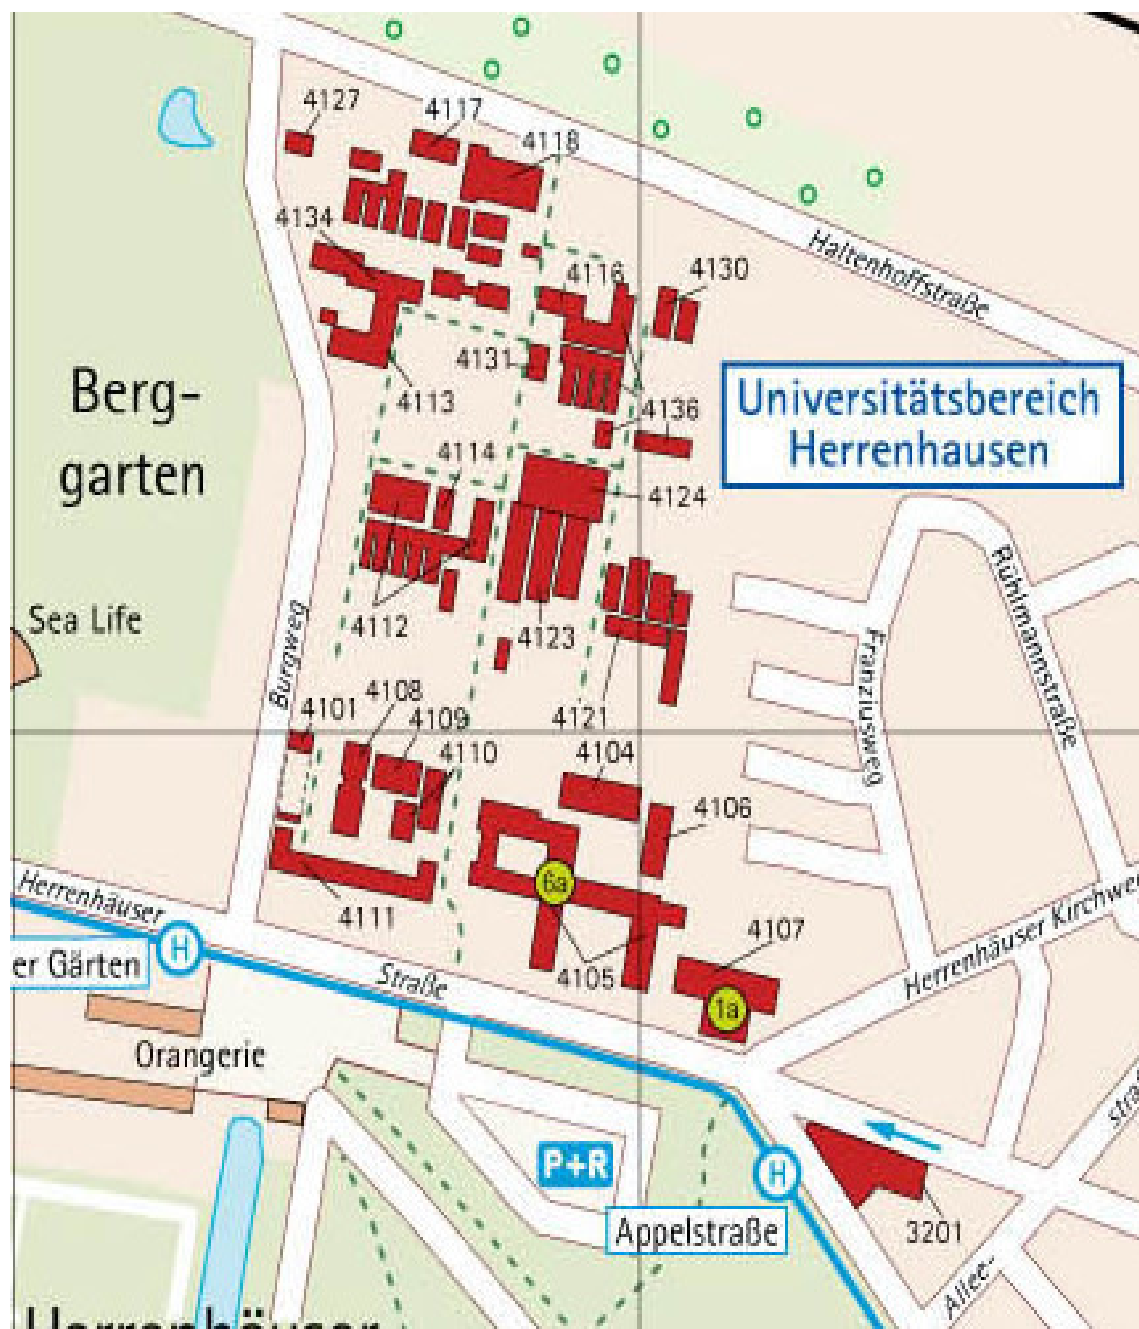 4127
4117
4118
4134
4116
4130
Haltenhoffstraße
4131
4113
4136
Berg-
garten
Universitätsbereich
Herrenhausen
4114
4124
Rühlmannstraße
Sea Life
4112
4123
Burgweg
Franziusweg
4108
4101
4109
4121
4110
4104
4106
6a
Herrenhäuser
4111
4107
Herrenhäuser Kirchwe
H
er Gärten
Straße
4105
1a
Orangerie
straß
P+R
H
Appelstraße
3201
Allee-
Herrenhäuser